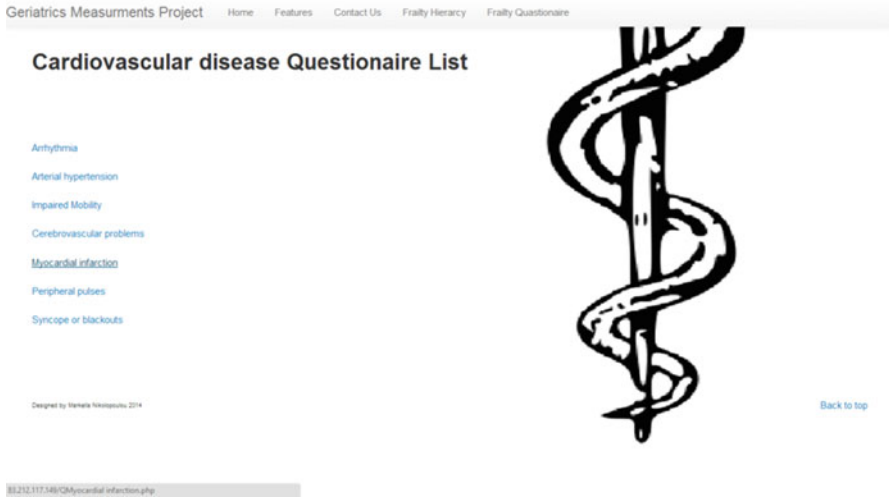 Geriatrics Measurments Project Home Features Contact Us Frailty Hierarcy Frailty Quastionaire
Cardiovascular disease Questionaire List
Arrhythmia
Arterial hypertension
Impaired Mobility
Cerebrovascular problems
Myocardial infarction
Peripheral pulses
Syncope or blackouts
Designed by Nikolopoulou 2014
Back to top
83.212.117.149/QMyocardial infarction.php